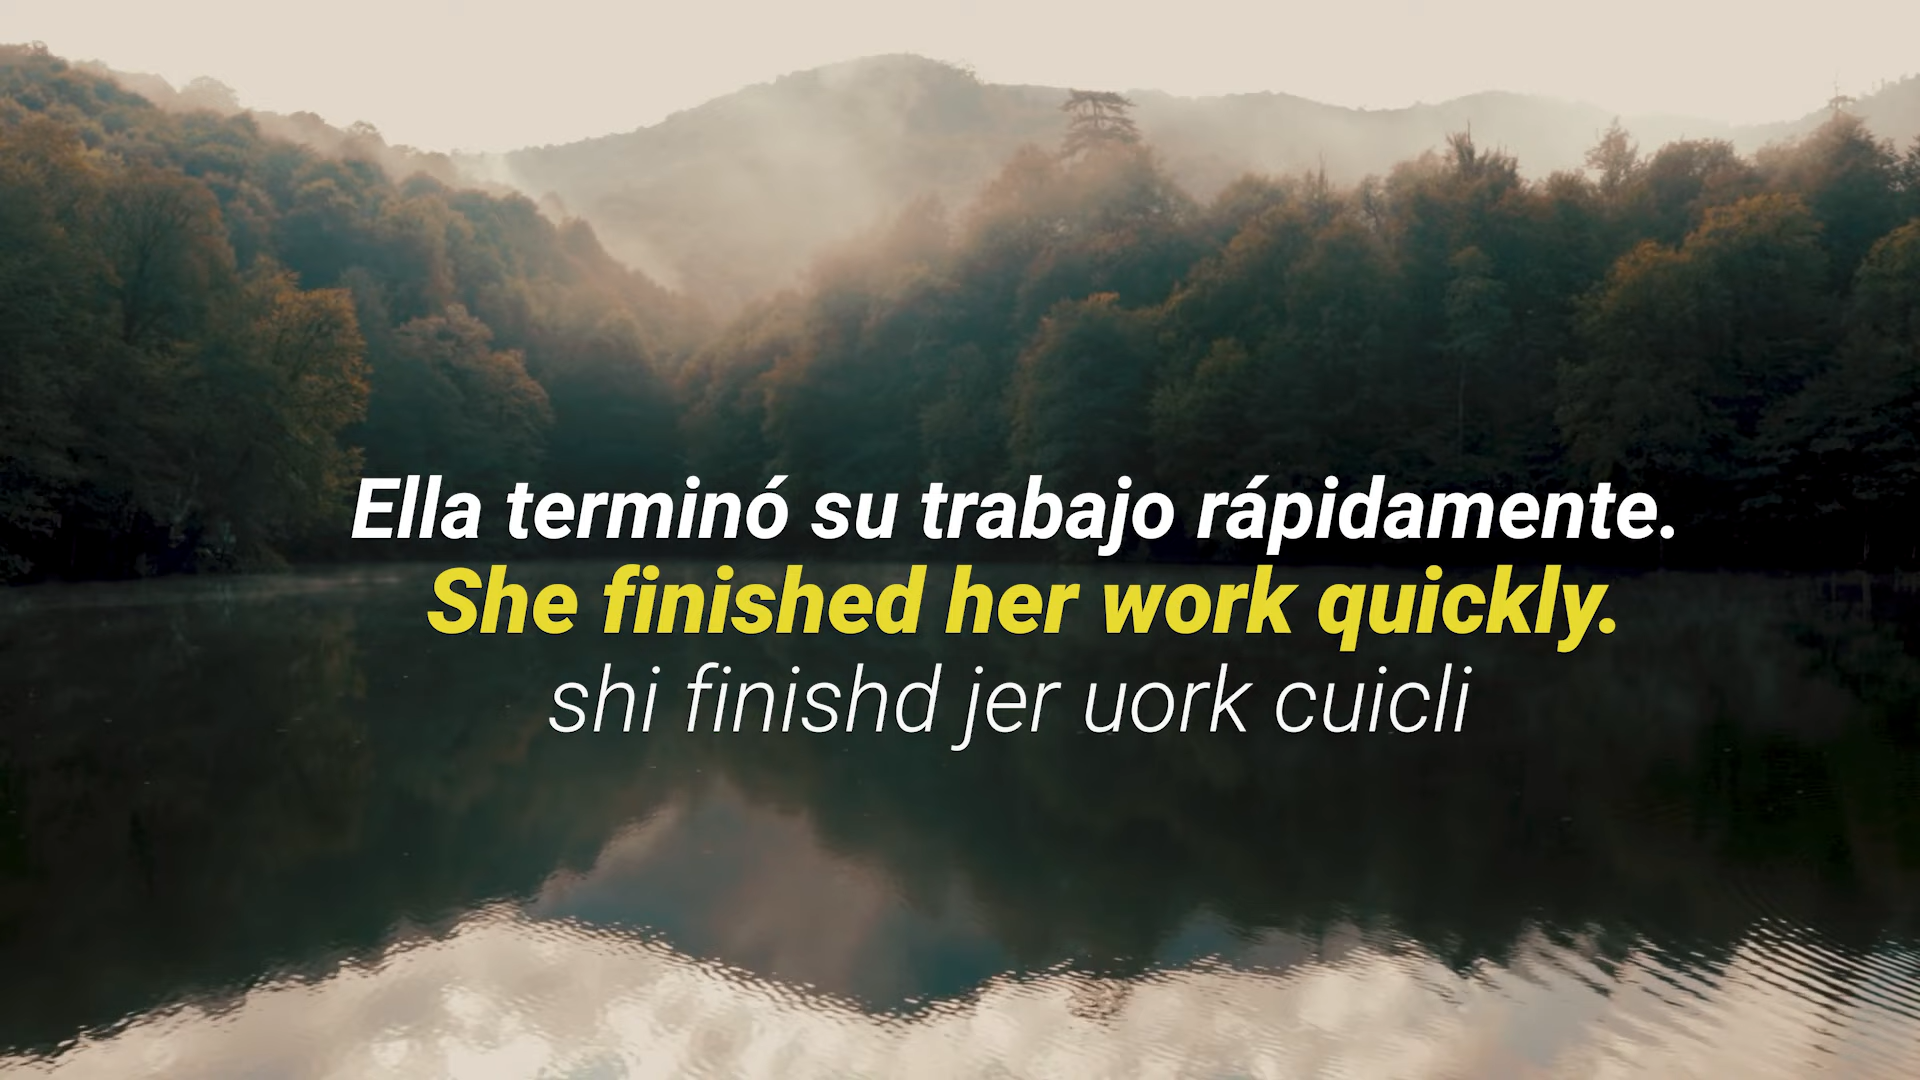 Ella terminó su trabajo rápidamente.
She finished her work quickly.
shi finishd jer uork cuicli